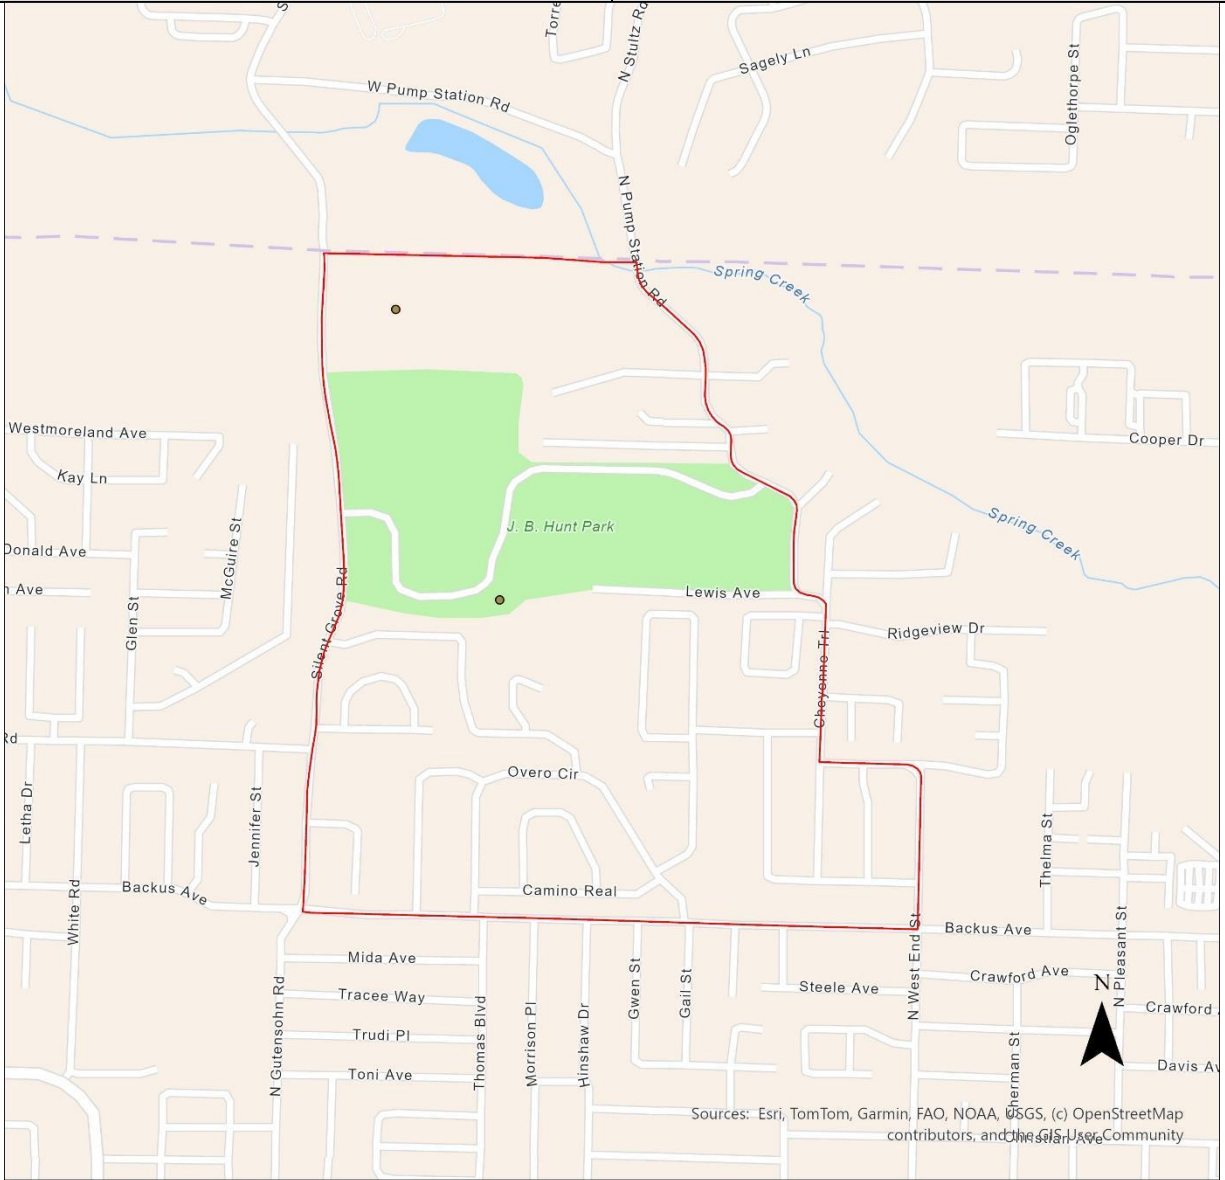 Torre
N Stultz Rd
Sagely Ln
Oglethorpe St
W Pump Station Rd
N Pump Station Rd
Spring Creek
Westmoreland Ave
Cooper Dr
Kay Ln
McGuire St
Donald Ave
Spring Creek
J. B. Hunt Park
n Ave
Glen St
Silent Grove Rd
Lewis Ave
Ridgeview Dr
Cheyenne Trl
Rd
Overo Cir
Letha Dr
Jennifer St
Thelma St
Backus Ave
Camino Real
White Rd
Backus Ave
N West End St
N Pleasant St
Mida Ave
Crawford Ave
N
Steele Ave
Gwen St
Gail St
Tracee Way
Crawford
N Gutensohn Rd
Thomas Blvd
Morrison Pl
Hinshaw Dr
Trudi Pl
Sherman St
Davis Av
Toni Ave
Sources: Esri, TomTom, Garmin, FAO, NOAA, USGS, (c) OpenStreetMap
contributors, and the GIS User Community
Christian Ave